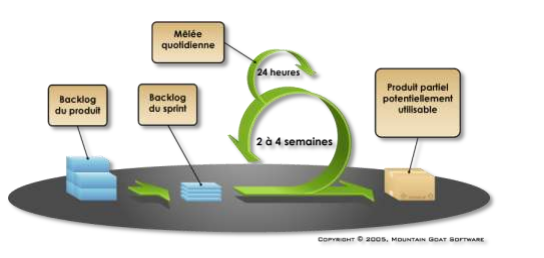 Mêlée
quotidienne
24 heures
Backlog
du produit
Backlog
du sprint
Produit partiel
potentiellement
utilisable
2 à 4 semaines
COPYRIGHT © 2005, MOUNTAIN GOAT SOFTWARE